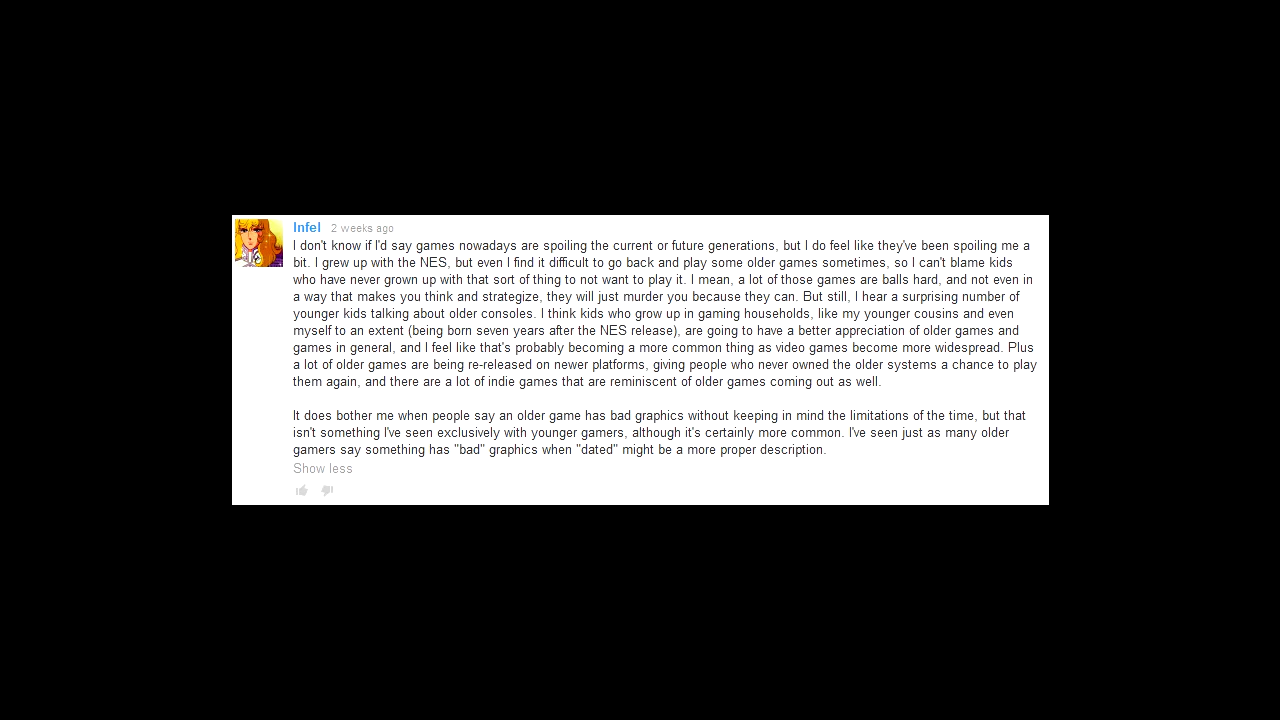 Infel 2 weeks ago
I don't know if I'd say games nowadays are spoiling the current or future generations, but I do feel like they've been spoiling me a
bit. I grew up with the NES, but even I find it difficult to go back and play some older games sometimes, so I can't blame kids
who have never grown up with that sort of thing to not want to play it. I mean, a lot of those games are balls hard, and not even in
a way that makes you think and strategize, they will just murder you because they can. But still, I hear a surprising number of
younger kids talking about older consoles. I think kids who grow up in gaming households, like my younger cousins and even
myself to an extent (being born seven years after the NES release), are going to have a better appreciation of older games and
games in general, and I feel like that's probably becoming a more common thing as video games become more widespread. Plus
a lot of older games are being re-released on newer platforms, giving people who never owned the older systems a chance to play
them again, and there are a lot of indie games that are reminiscent of older games coming out as well.
It does bother me when people say an older game has bad graphics without keeping in mind the limitations of the time, but that
isn't something I've seen exclusively with younger gamers, although it's certainly more common. I've seen just as many older
gamers say something has "bad" graphics when "dated" might be a more proper description.
Show less